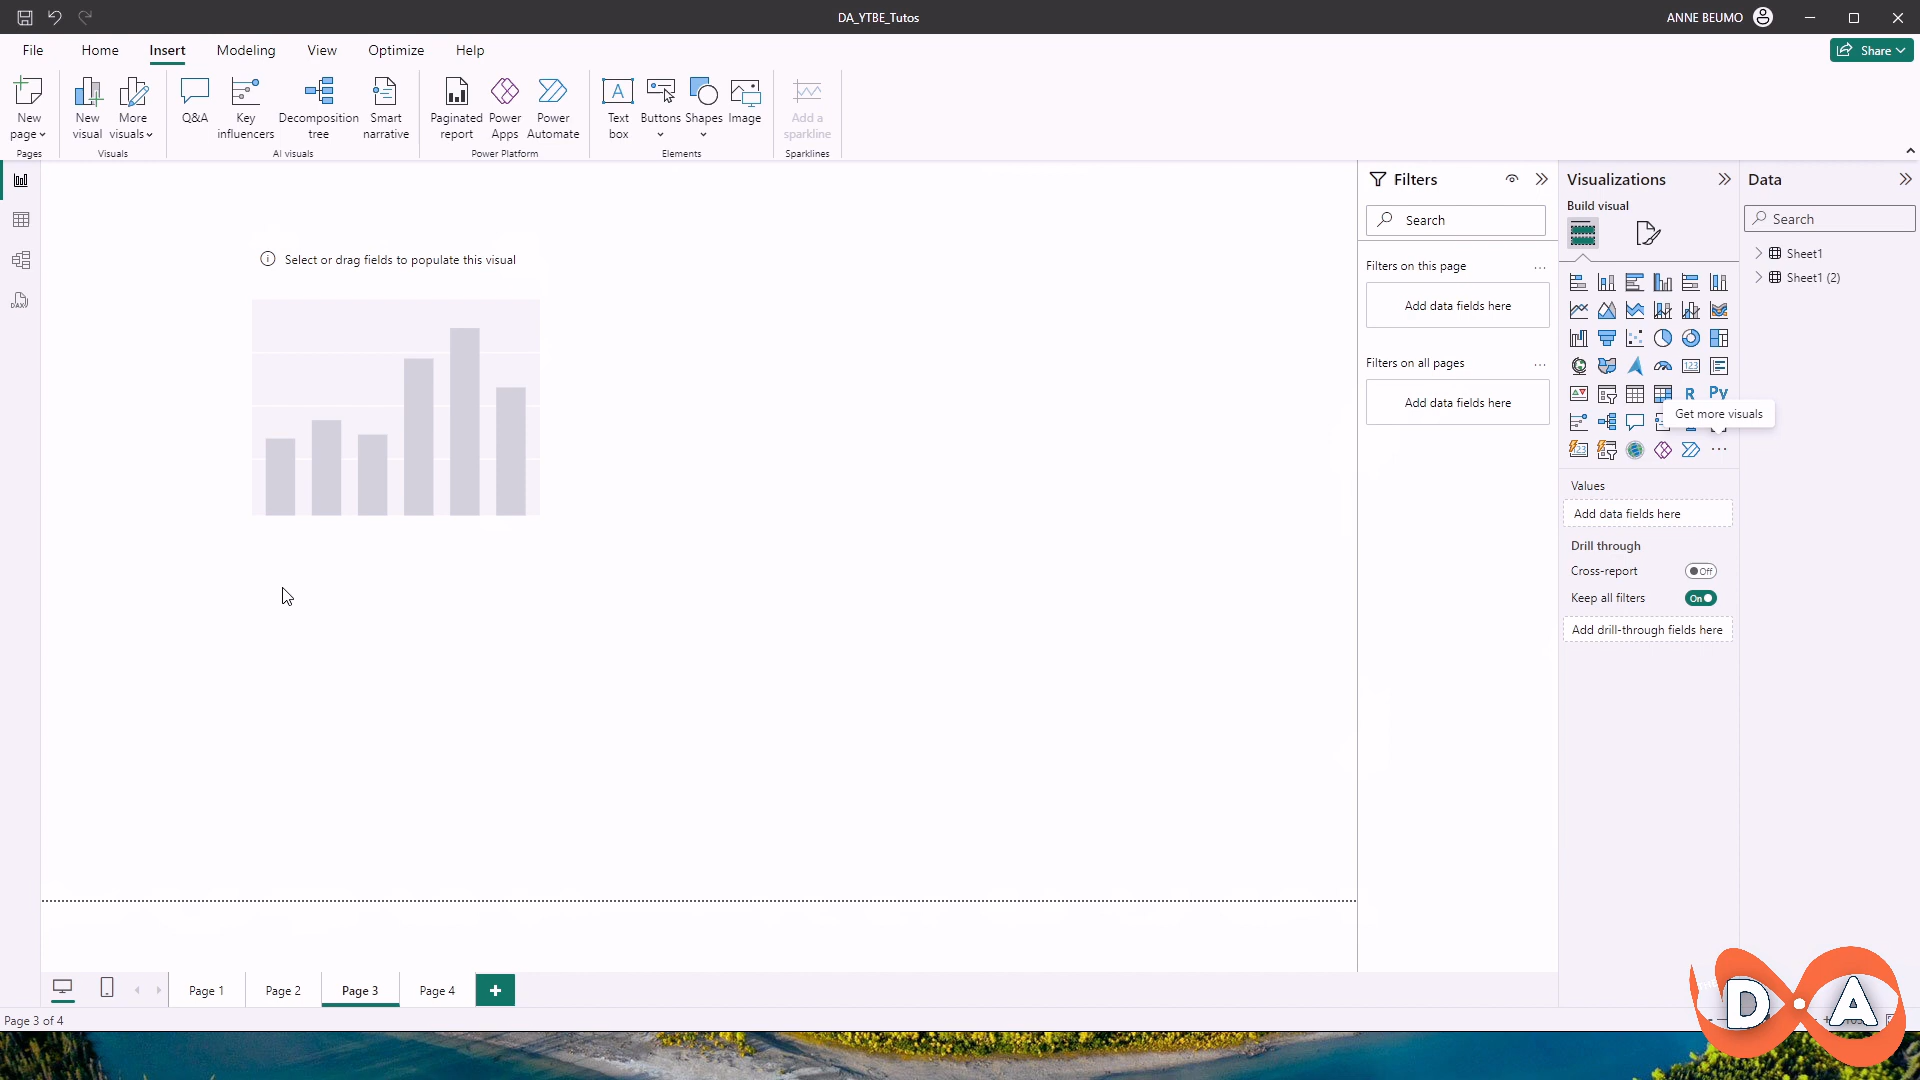 DA_YTBE_Tutos
ANNE BEUMO
File Home Insert Modeling View Optimize Help
Share
New page
New visual
More visuals
Q&A
Key influencers
Decomposition tree
Smart narrative
Paginated report
Power Apps
Power Automate
Text box
Buttons
Shapes
Image
Add a sparkline
Pages
Visuals
AI visuals
Power Platform
Elements
Sparklines
Select or drag fields to populate this visual
Filters
Search
Filters on this page
Add data fields here
Filters on all pages
Add data fields here
Visualizations
Build visual
R
Py
Get more visuals
Values
Add data fields here
Drill through
Cross-report
Off
Keep all filters
On
Add drill-through fields here
Data
Search
Sheet1
Sheet1 (2)
Page 1
Page 2
Page 3
Page 4
Page 3 of 4
D A